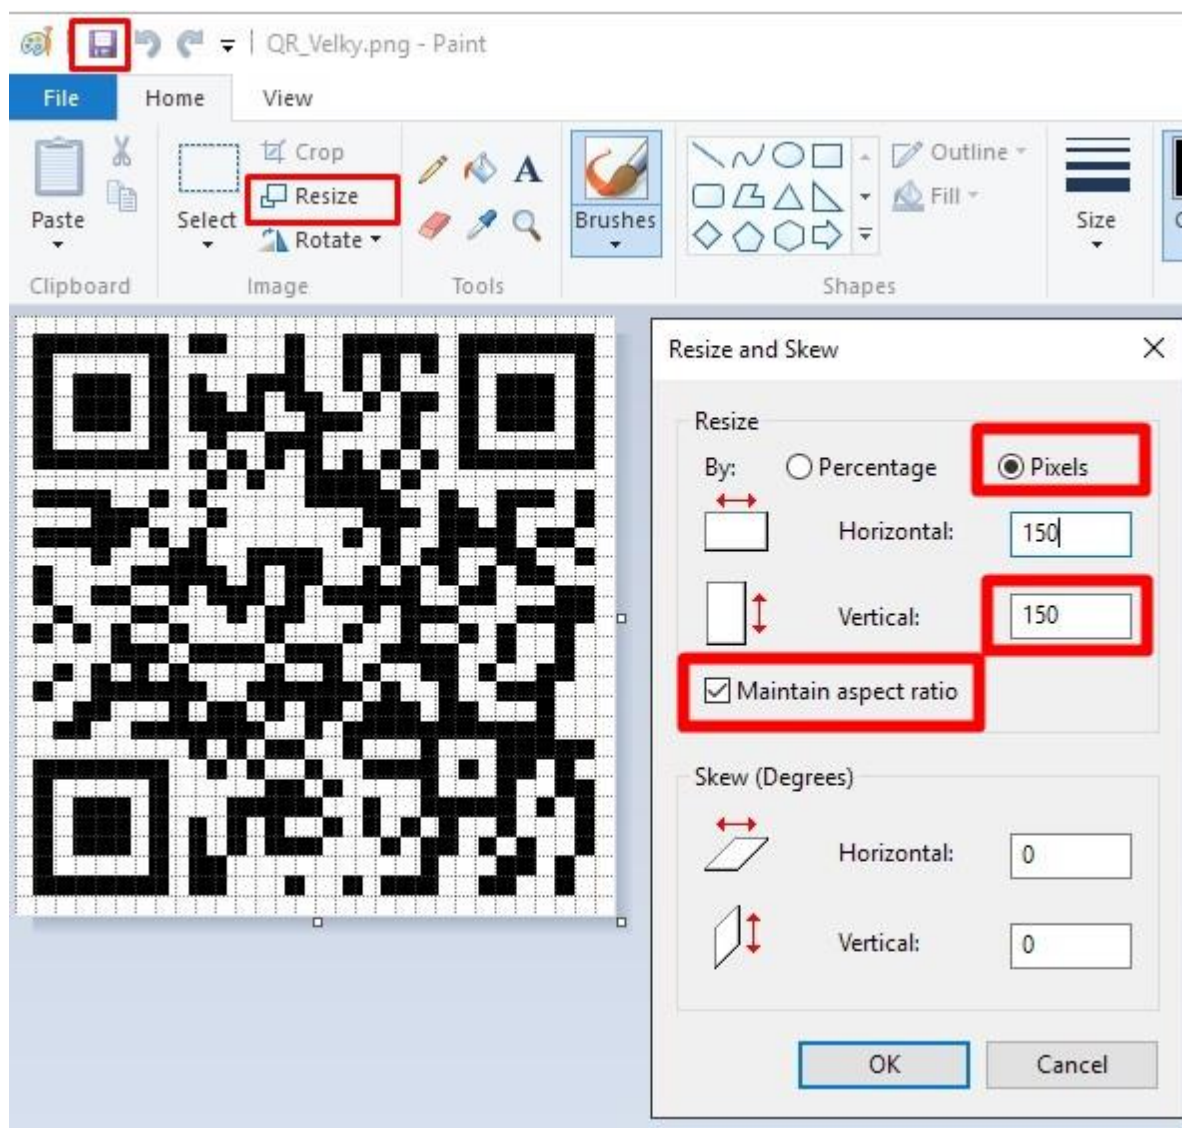 QR_Velky.png - Paint
File Home View
Paste
Select
Crop
Resize
Rotate
A
Brushes
Outline
Fill
Size
Clipboard
Image
Tools
Shapes
Resize and Skew
Resize
By: Percentage Pixels
Horizontal: 150
Vertical: 150
Maintain aspect ratio
Skew (Degrees)
Horizontal: 0
Vertical: 0
OK Cancel